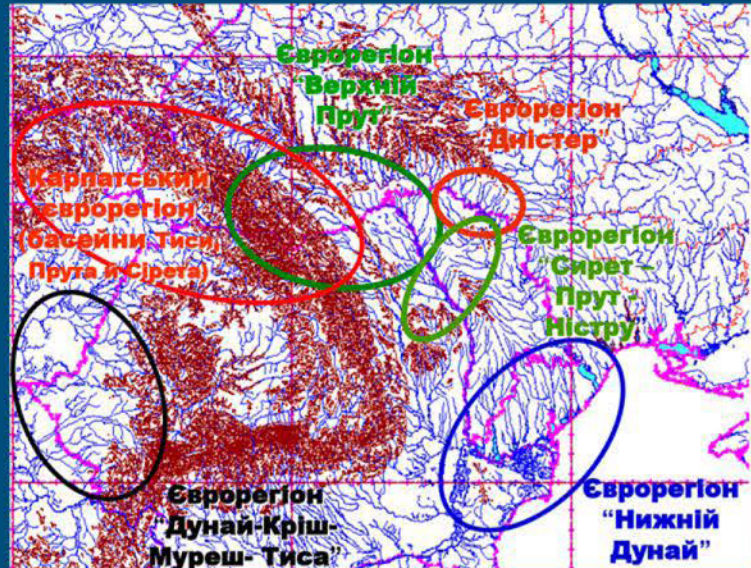 Єврорегіон
“Верхній
Прут”
Єврорегіон
Дністер”
Карпатський
єврорегіон
(басейни Тиси,
Прута й Сірета)
Єврорегіон
“Сирет –
Прут -
Ністру”
Єврорегіон
“Дунай-Кріш-
Муреш- Тиса”
Єврорегіон
“Нижній
Дунай”